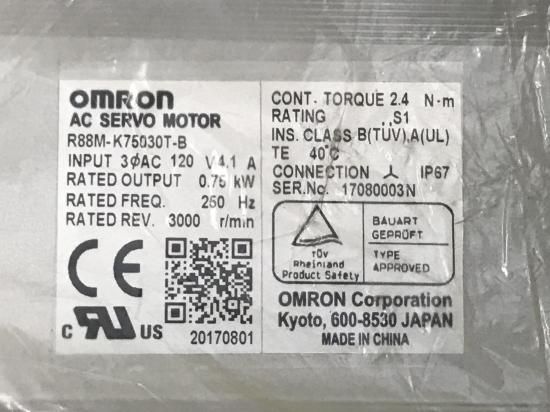 OMRON
AC SERVO MOTOR
R88M-K75030T-B
INPUT 3ØAC 120 V 4.1 A
RATED OUTPUT 0.75 kW
RATED FREQ. 250 Hz
RATED REV. 3000 r/min
CE
c RU US
20170801
CONT. TORQUE 2.4 N·m
RATING S1
INS. CLASS B(TÜV),A(UL)
TE 40℃
CONNECTION 人 IP67
SER.No. 17080003N
TÜV
Rheinland
Product Safety
BAUART
GEPRÜFT
TYPE
APPROVED
OMRON Corporation
Kyoto, 600-8530 JAPAN
MADE IN CHINA